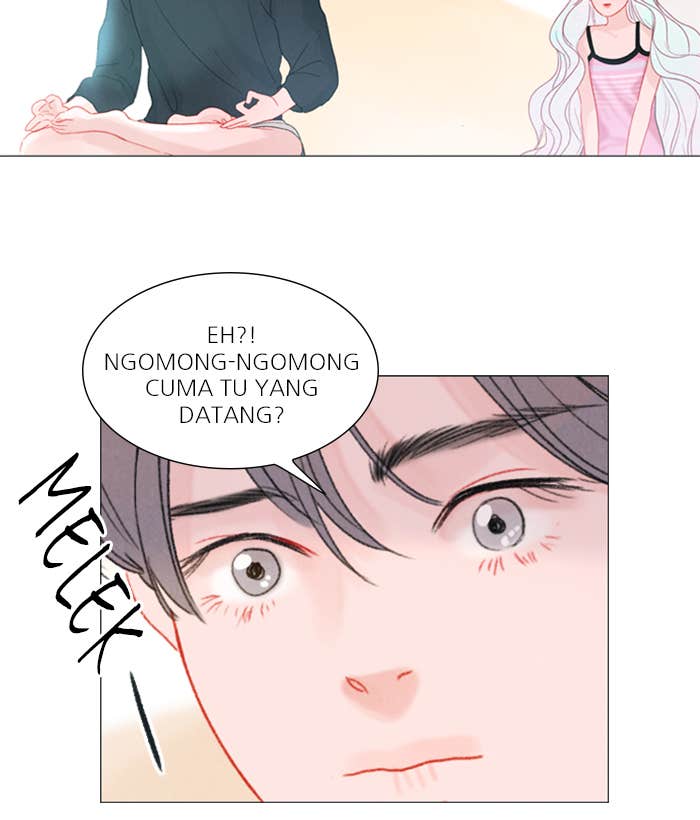 EH?!
NGOMONG-NGOMONG
CUMA TU YANG
DATANG?
MELEK